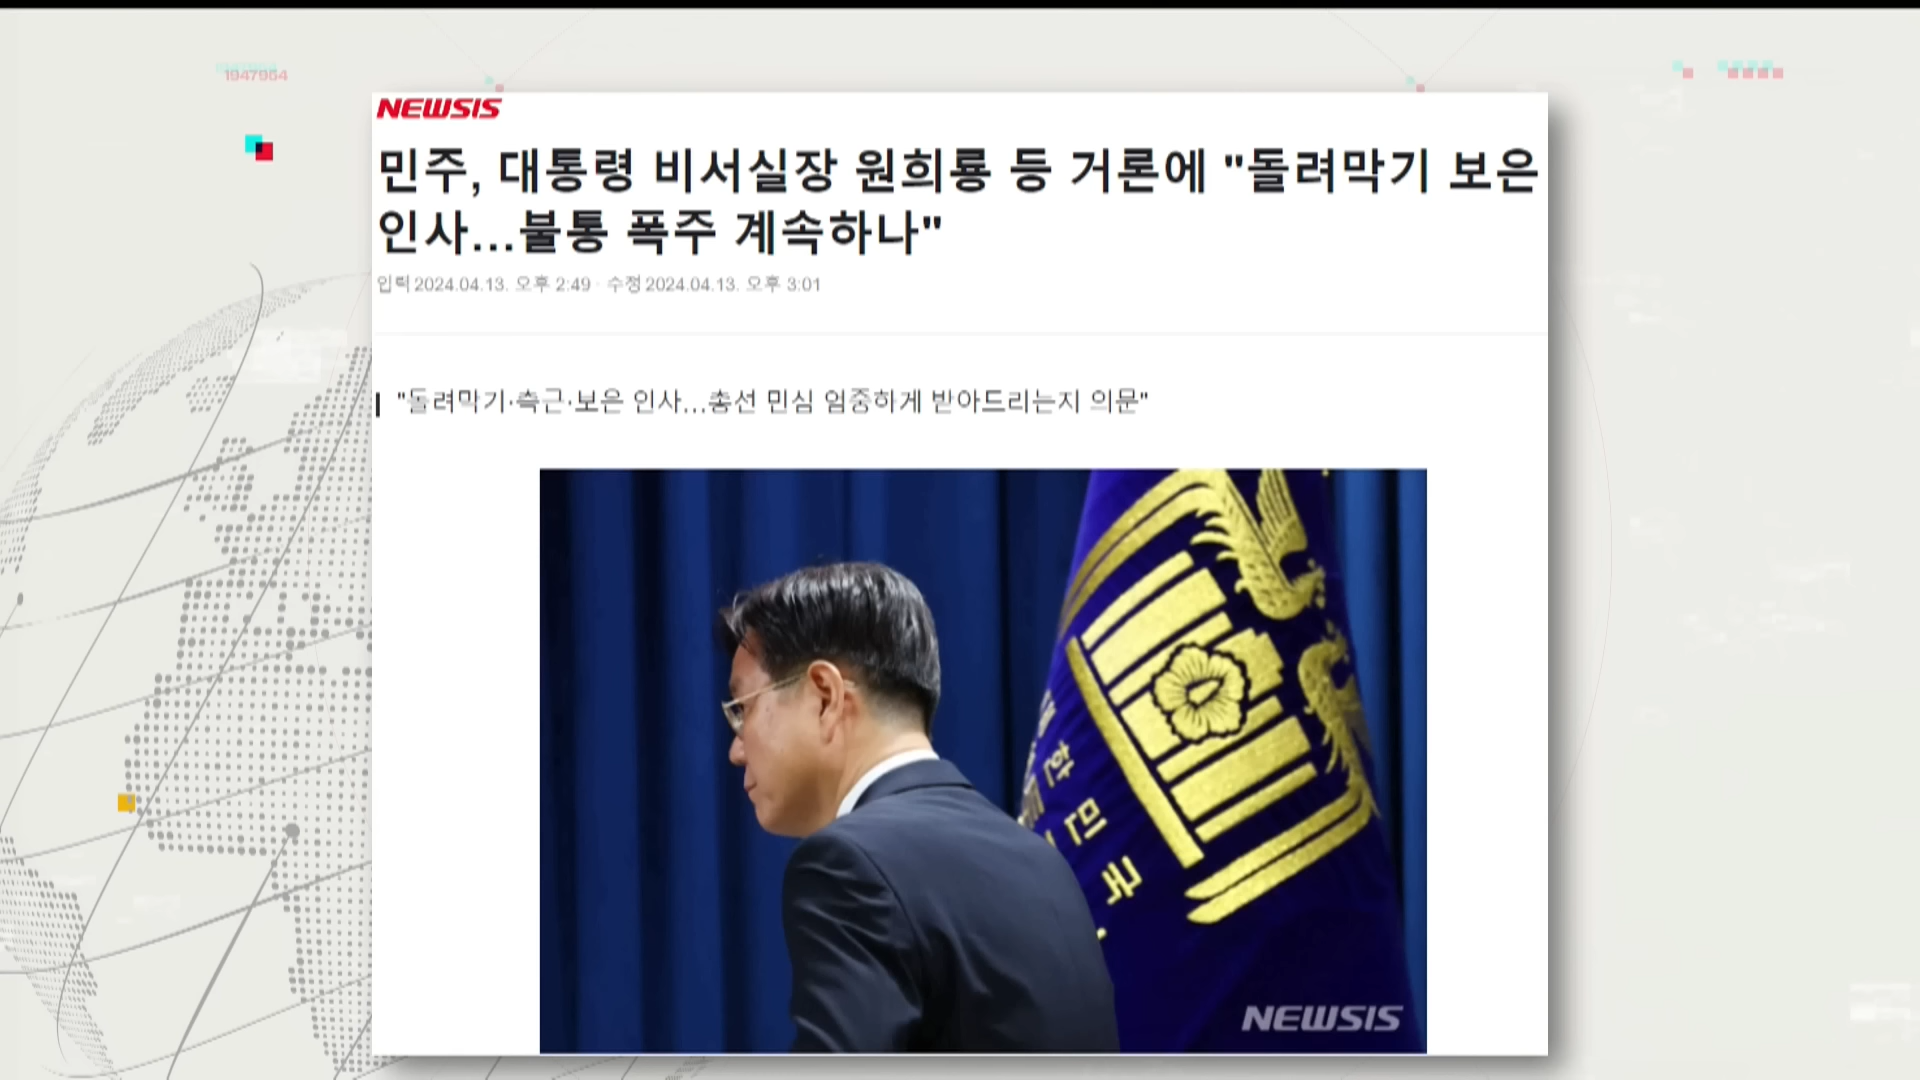 1947954
NEWSIS
민주, 대통령 비서실장 원희룡 등 거론에 "돌려막기 보은
인사...불통 폭주 계속하나"
입력 2024.04.13. 오후 2:49 · 수정 2024.04.13. 오후 3:01
"돌려막기·측근·보은 인사...총선 민심 엄중하게 받아드리는지 의문"
한
민
국
NEWSIS